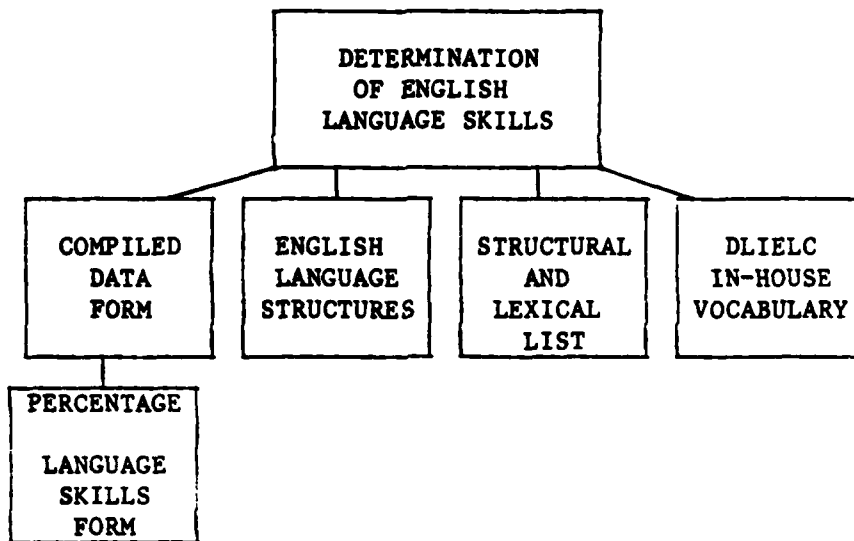 DETERMINATION
OF ENGLISH
LANGUAGE SKILLS
COMPILED
DATA
FORM
ENGLISH
LANGUAGE
STRUCTURES
STRUCTURAL
AND
LEXICAL
LIST
DLIELC
IN-HOUSE
VOCABULARY
PERCENTAGE
LANGUAGE
SKILLS
FORM